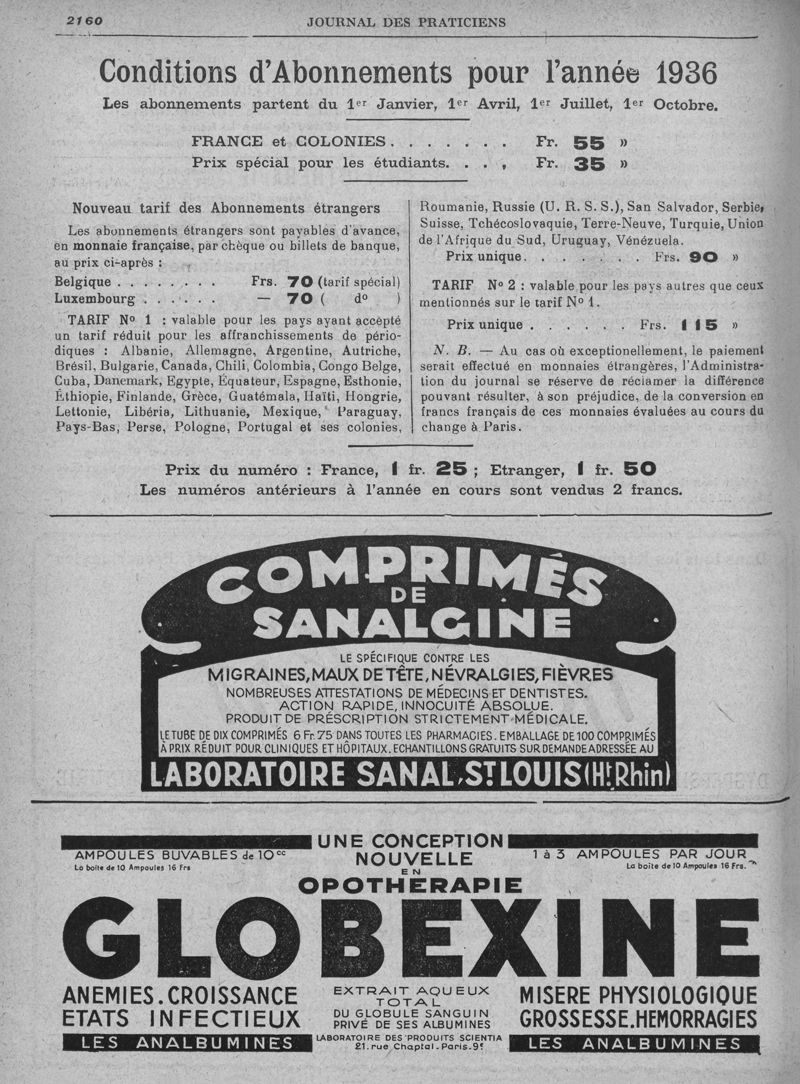 2160
JOURNAL DES PRATICIENS
Conditions d'Abonnements pour l'année 1936
Les abonnements partent du 1er Janvier, 1er Avril, 1er Juillet, 1er Octobre.
FRANCE et COLONIES . . . . . . . Fr. 55 »
Prix spécial pour les étudiants. . . , Fr. 35 »
Nouveau tarif des Abonnements étrangers
Les abonnements étrangers sont payables d'avance,
en monnaie française, par chèque ou billets de banque,
au prix ci-après :
Belgique . . . . . . . . Frs. 70 (tarif spécial)
Luxembourg . . . . . . — 70 ( do )
TARIF No 1 : valable pour les pays ayant accepté
un tarif réduit pour les affranchissements de pério-
diques : Albanie, Allemagne, Argentine, Autriche,
Brésil, Bulgarie, Canada, Chili, Colombia, Congo Belge,
Cuba, Danemark, Egypte, Équateur, Espagne, Esthonie,
Éthiopie, Finlande, Grèce, Guatémala, Haïti, Hongrie,
Lettonie, Libéria, Lithuanie, Mexique, Paraguay,
Pays-Bas, Perse, Pologne, Portugal et ses colonies,
Roumanie, Russie (U. R. S. S.), San Salvador, Serbie,
Suisse, Tchécoslovaquie, Terre-Neuve, Turquie, Union
de l'Afrique du Sud, Uruguay, Vénézuela.
Prix unique. . . . . . . Frs. 90 »
TARIF No 2 : valable pour les pays autres que ceux
mentionnés sur le tarif No 1.
Prix unique . . . . . . Frs. 115 »
N. B. — Au cas où exceptionellement, le paiement
serait effectué en monnaies étrangères, l'Administra-
tion du journal se réserve de réclamer la différence
pouvant résulter, à son préjudice, de la conversion en
francs français de ces monnaies évaluées au cours du
change à Paris.
Prix du numéro : France, 1 fr. 25 ; Etranger, 1 fr. 50
Les numéros antérieurs à l'année en cours sont vendus 2 francs.
COMPRIMÉS
DE
SANALGINE
LE SPÉCIFIQUE CONTRE LES
MIGRAINES, MAUX DE TÊTE, NÉVRALGIES, FIÈVRES
NOMBREUSES ATTESTATIONS DE MÉDECINS ET DENTISTES.
ACTION RAPIDE, INNOCUITÉ ABSOLUE.
PRODUIT DE PRÉSCRIPTION STRICTEMENT MÉDICALE.
LE TUBE DE DIX COMPRIMÉS 6 Fr. 75 DANS TOUTES LES PHARMACIES. EMBALLAGE DE 100 COMPRIMÉS
À PRIX RÉDUIT POUR CLINIQUES ET HÔPITAUX. ECHANTILLONS GRATUITS SUR DEMANDE ADRESSÉE AU
LABORATOIRE SANAL, ST. LOUIS (Ht. Rhin)
UNE CONCEPTION
NOUVELLE
EN
OPOTHERAPIE
AMPOULES BUVABLES de 10 cc
La boite de 10 Ampoules 16 Frs
1 à 3 AMPOULES PAR JOUR
La boite de 10 Ampoules 16 Frs.
GLOBEXINE
ANEMIES. CROISSANCE
ETATS INFECTIEUX
LES ANALBUMINES
EXTRAIT AQUEUX
TOTAL
DU GLOBULE SANGUIN
PRIVÉ DE SES ALBUMINES
LABORATOIRE DES PRODUITS SCIENTIA
21. rue Chaptal. Paris. 9e
MISERE PHYSIOLOGIQUE
GROSSESSE. HEMORRAGIES
LES ANALBUMINES